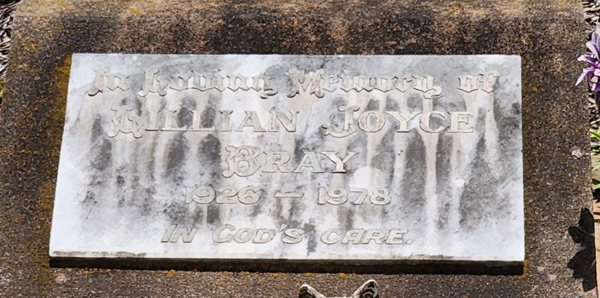 In Loving Memory of
LILLIAN JOYCE
BRAY
1926 — 1978
IN GOD'S CARE.